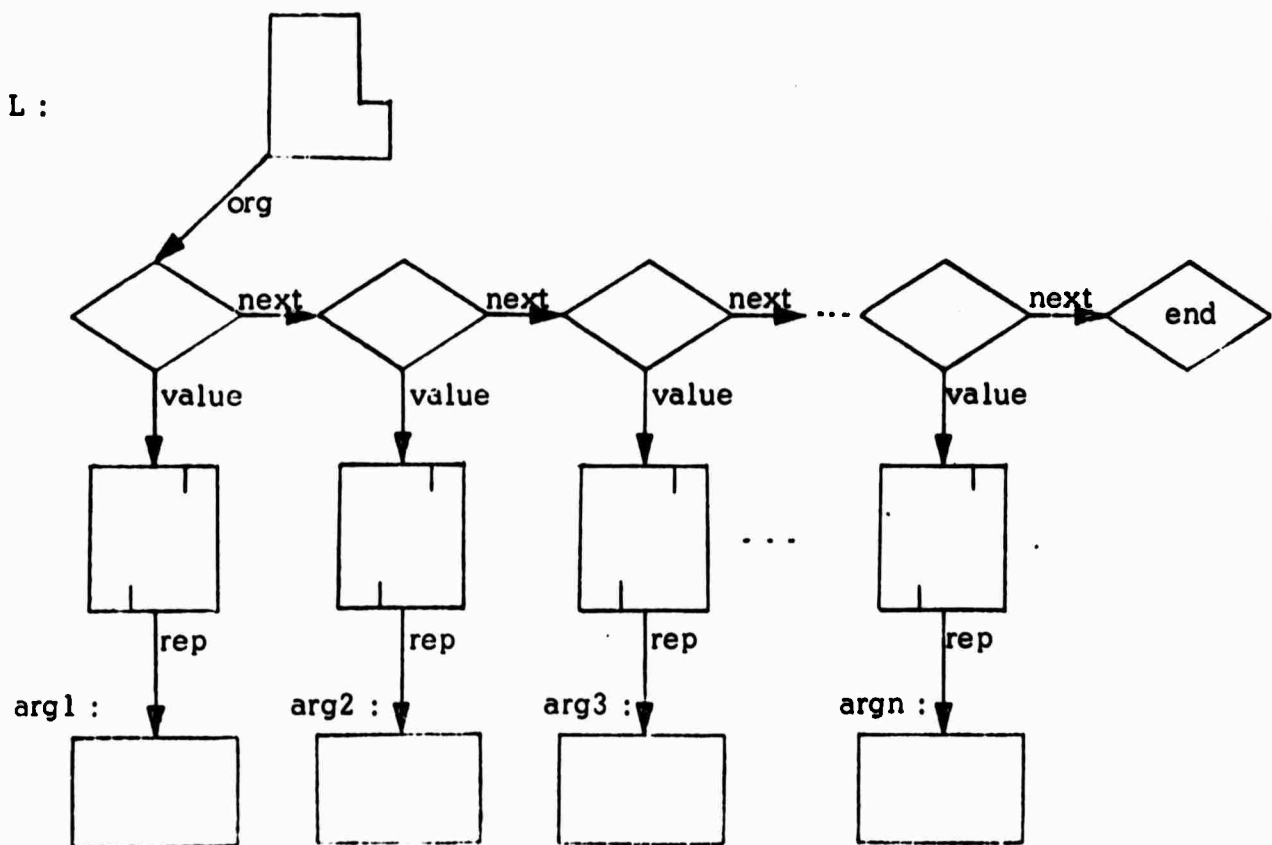 L :
org
next next next ... next end
value value value value
...
rep rep rep rep
arg1 : arg2 : arg3 : argn :